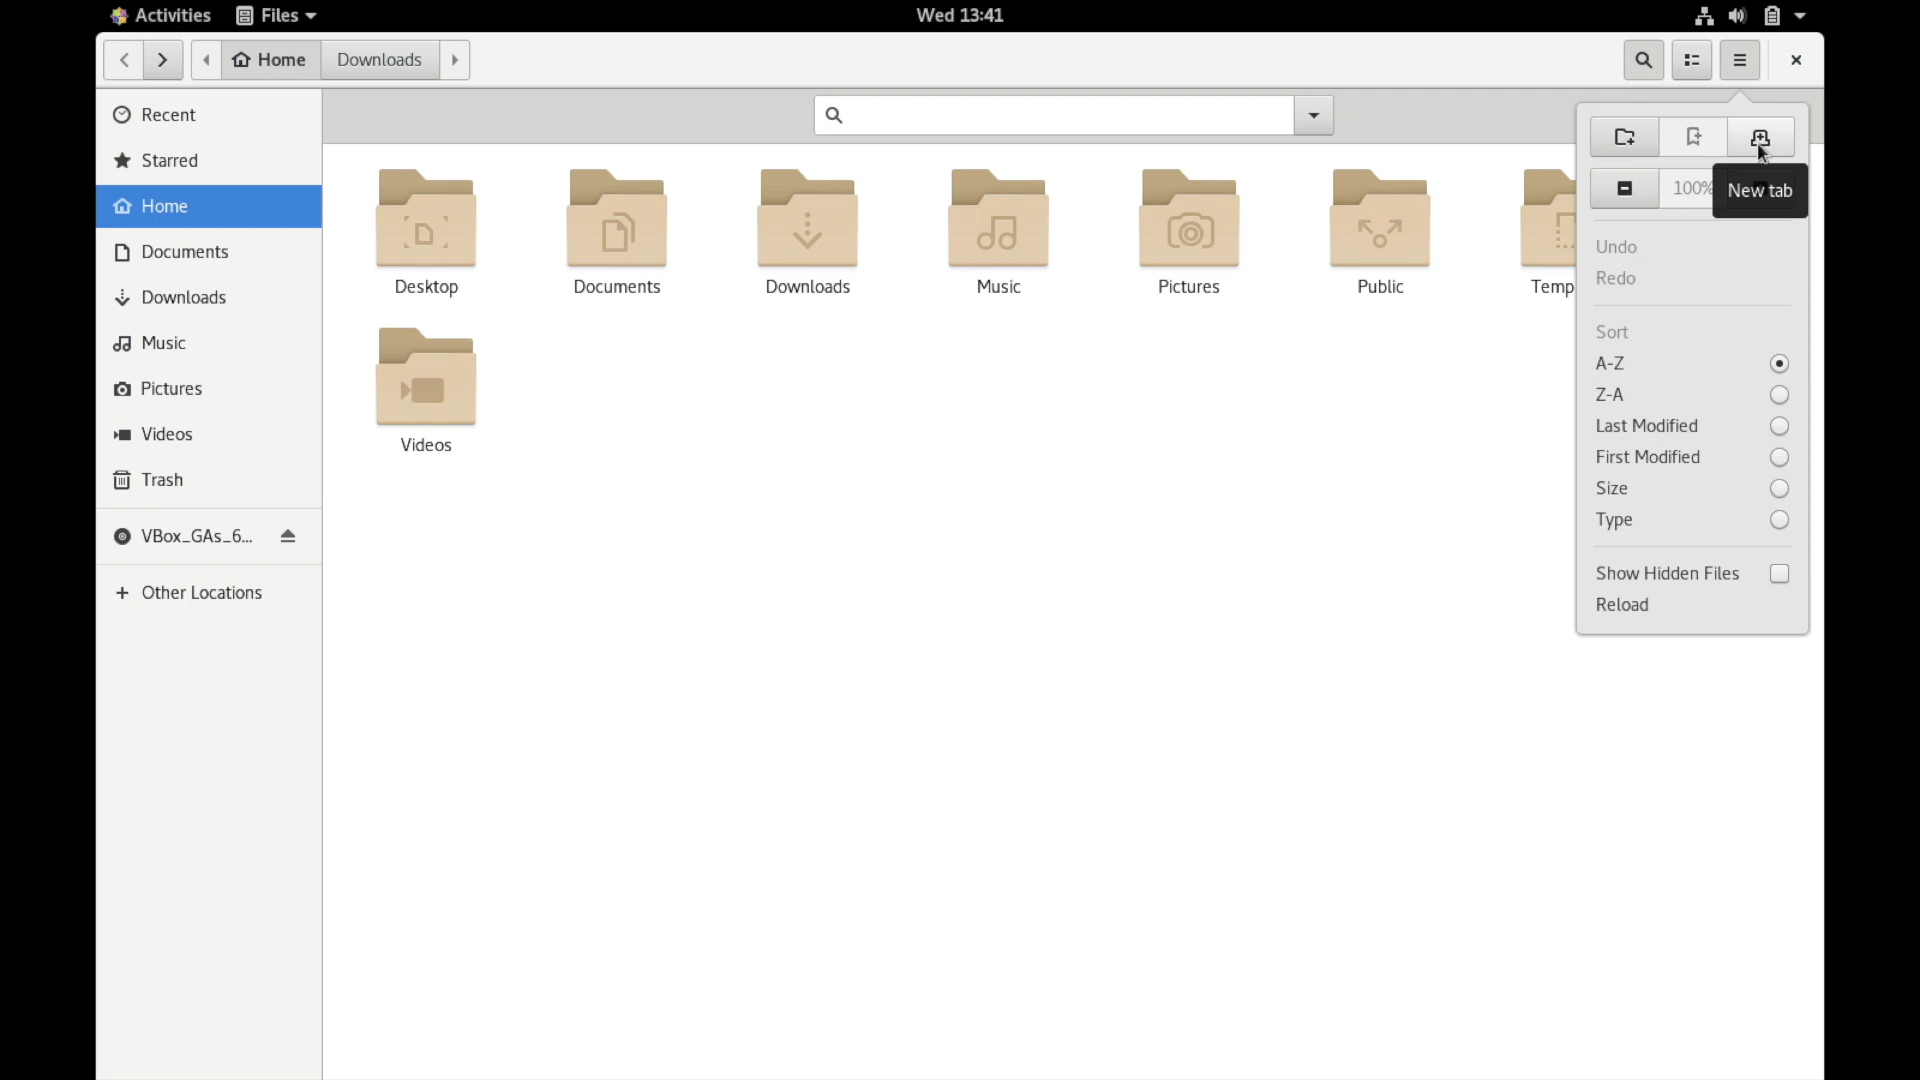 Activities
Files
Wed 13:41
Home
Downloads
Recent
Starred
Home
Documents
Downloads
Music
Pictures
Videos
Trash
VBox_GAs_6...
Other Locations
Desktop
Documents
Downloads
Music
Pictures
Public
Temp
Videos
100%
New tab
Undo
Redo
Sort
A-Z
Z-A
Last Modified
First Modified
Size
Type
Show Hidden Files
Reload